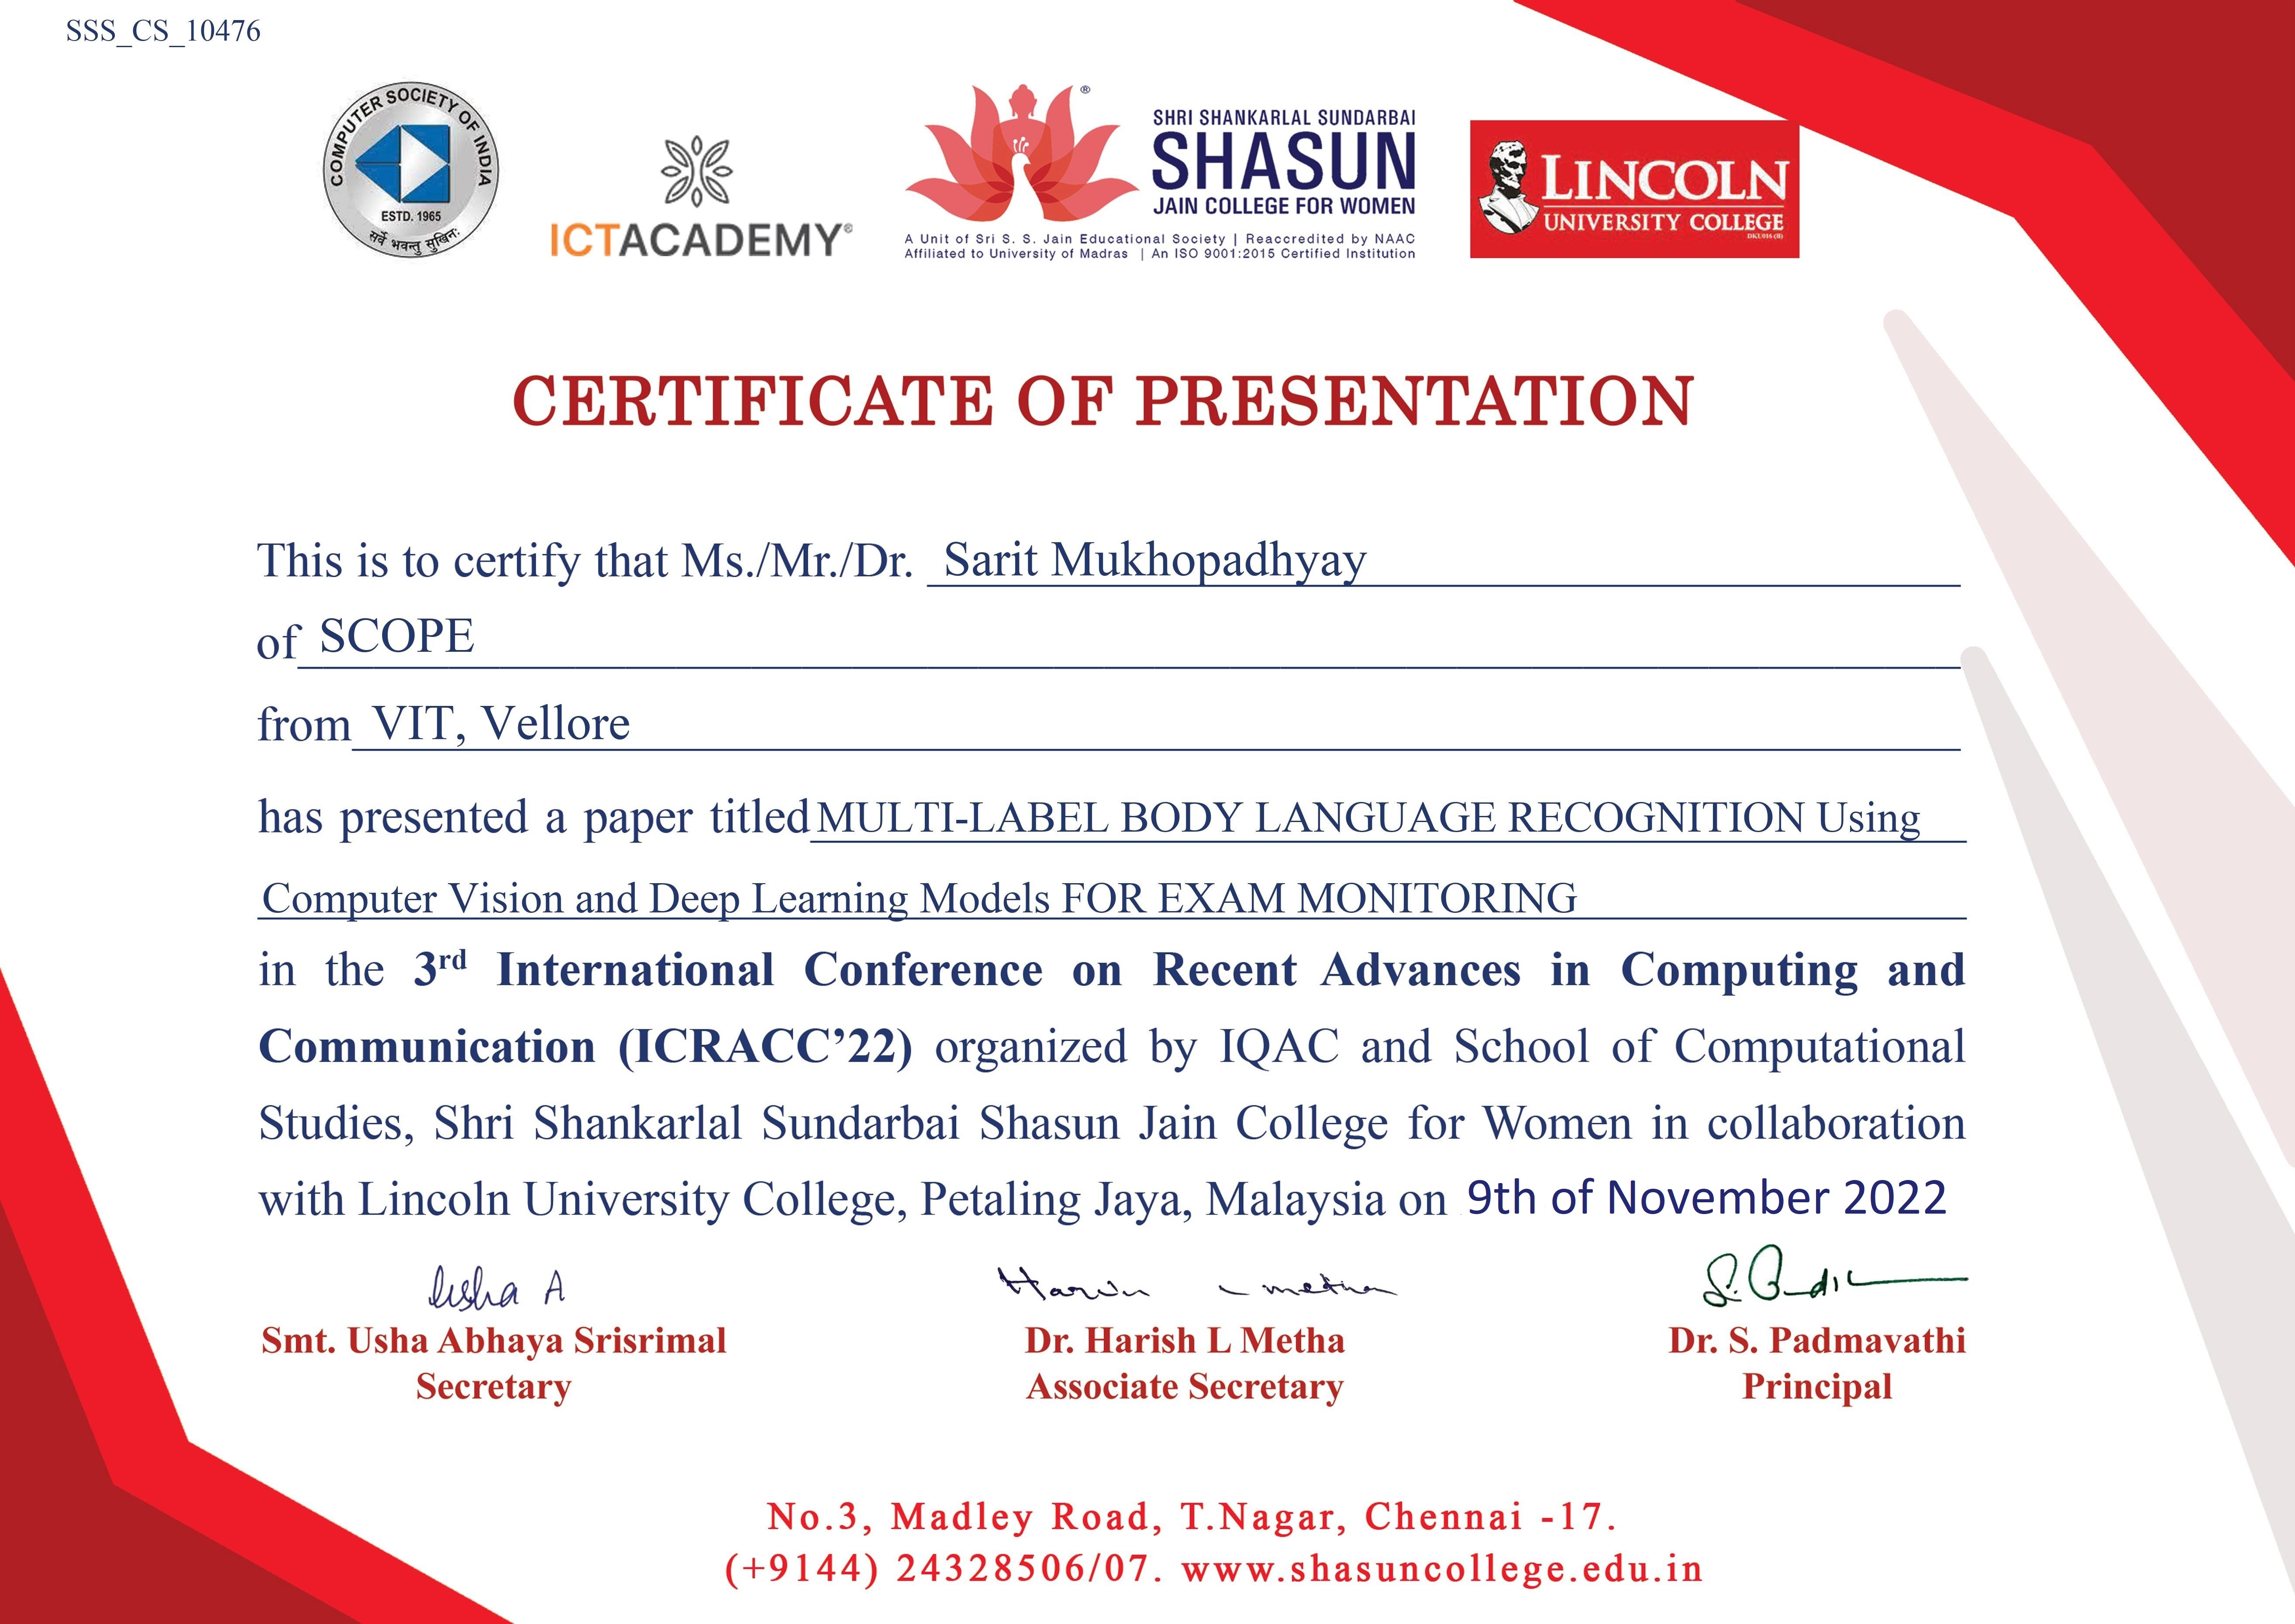 SSS_CS_10476
COMPUTER SOCIETY OF INDIA
ESTD. 1965
सर्वे भवन्तु सुखिनः
ICTACADEMY®
®
SHRI SHANKARLAL SUNDARBAI
SHASUN
JAIN COLLEGE FOR WOMEN
A Unit of Sri S. S. Jain Educational Society | Reaccredited by NAAC
Affiliated to University of Madras | An ISO 9001:2015 Certified Institution
LINCOLN
UNIVERSITY COLLEGE
DKU016 (B)
CERTIFICATE OF PRESENTATION
This is to certify that Ms./Mr./Dr. Sarit Mukhopadhyay
of SCOPE
from VIT, Vellore
has presented a paper titled MULTI-LABEL BODY LANGUAGE RECOGNITION Using
Computer Vision and Deep Learning Models FOR EXAM MONITORING
in the 3rd International Conference on Recent Advances in Computing and
Communication (ICRACC’22) organized by IQAC and School of Computational
Studies, Shri Shankarlal Sundarbai Shasun Jain College for Women in collaboration
with Lincoln University College, Petaling Jaya, Malaysia on 9th of November 2022
Usha A
Harish L metha
Smt. Usha Abhaya Srisrimal
Secretary
Dr. Harish L Metha
Associate Secretary
Dr. S. Padmavathi
Principal
No.3, Madley Road, T.Nagar, Chennai -17.
(+9144) 24328506/07. www.shasuncollege.edu.in